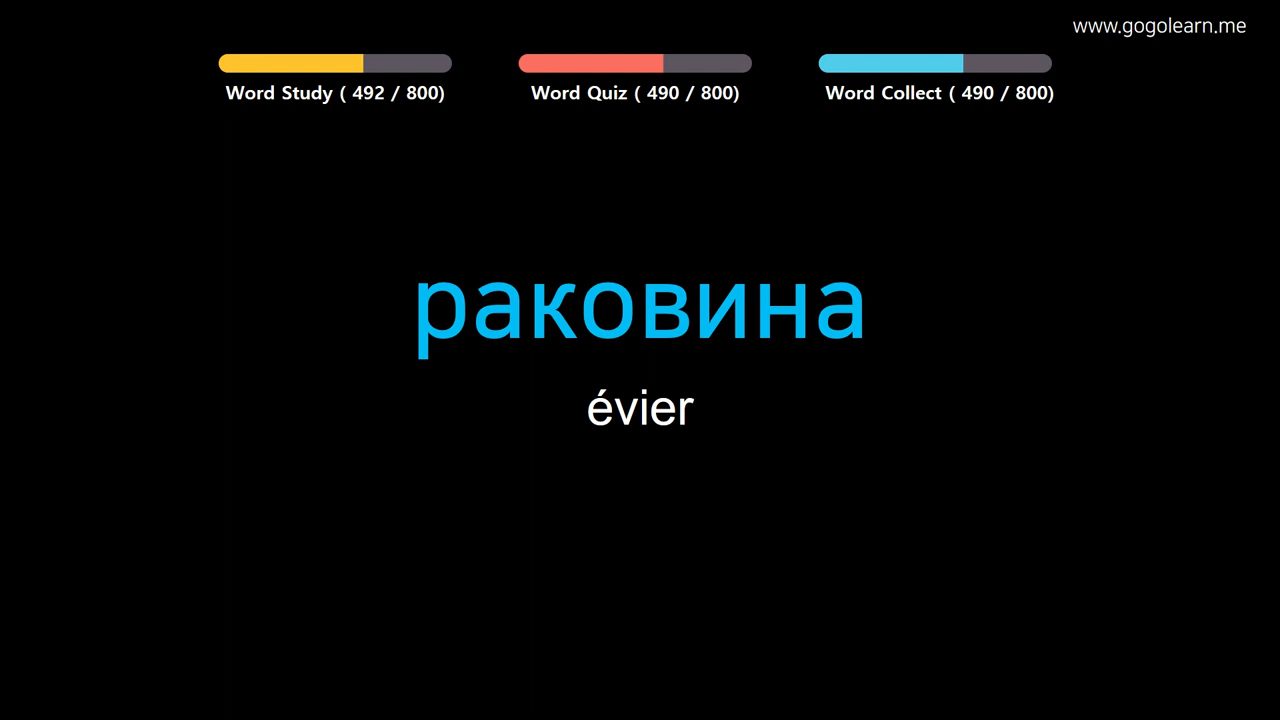 www.gogolearn.me
Word Study ( 492 / 800)
Word Quiz ( 490 / 800)
Word Collect ( 490 / 800)
раковина
évier